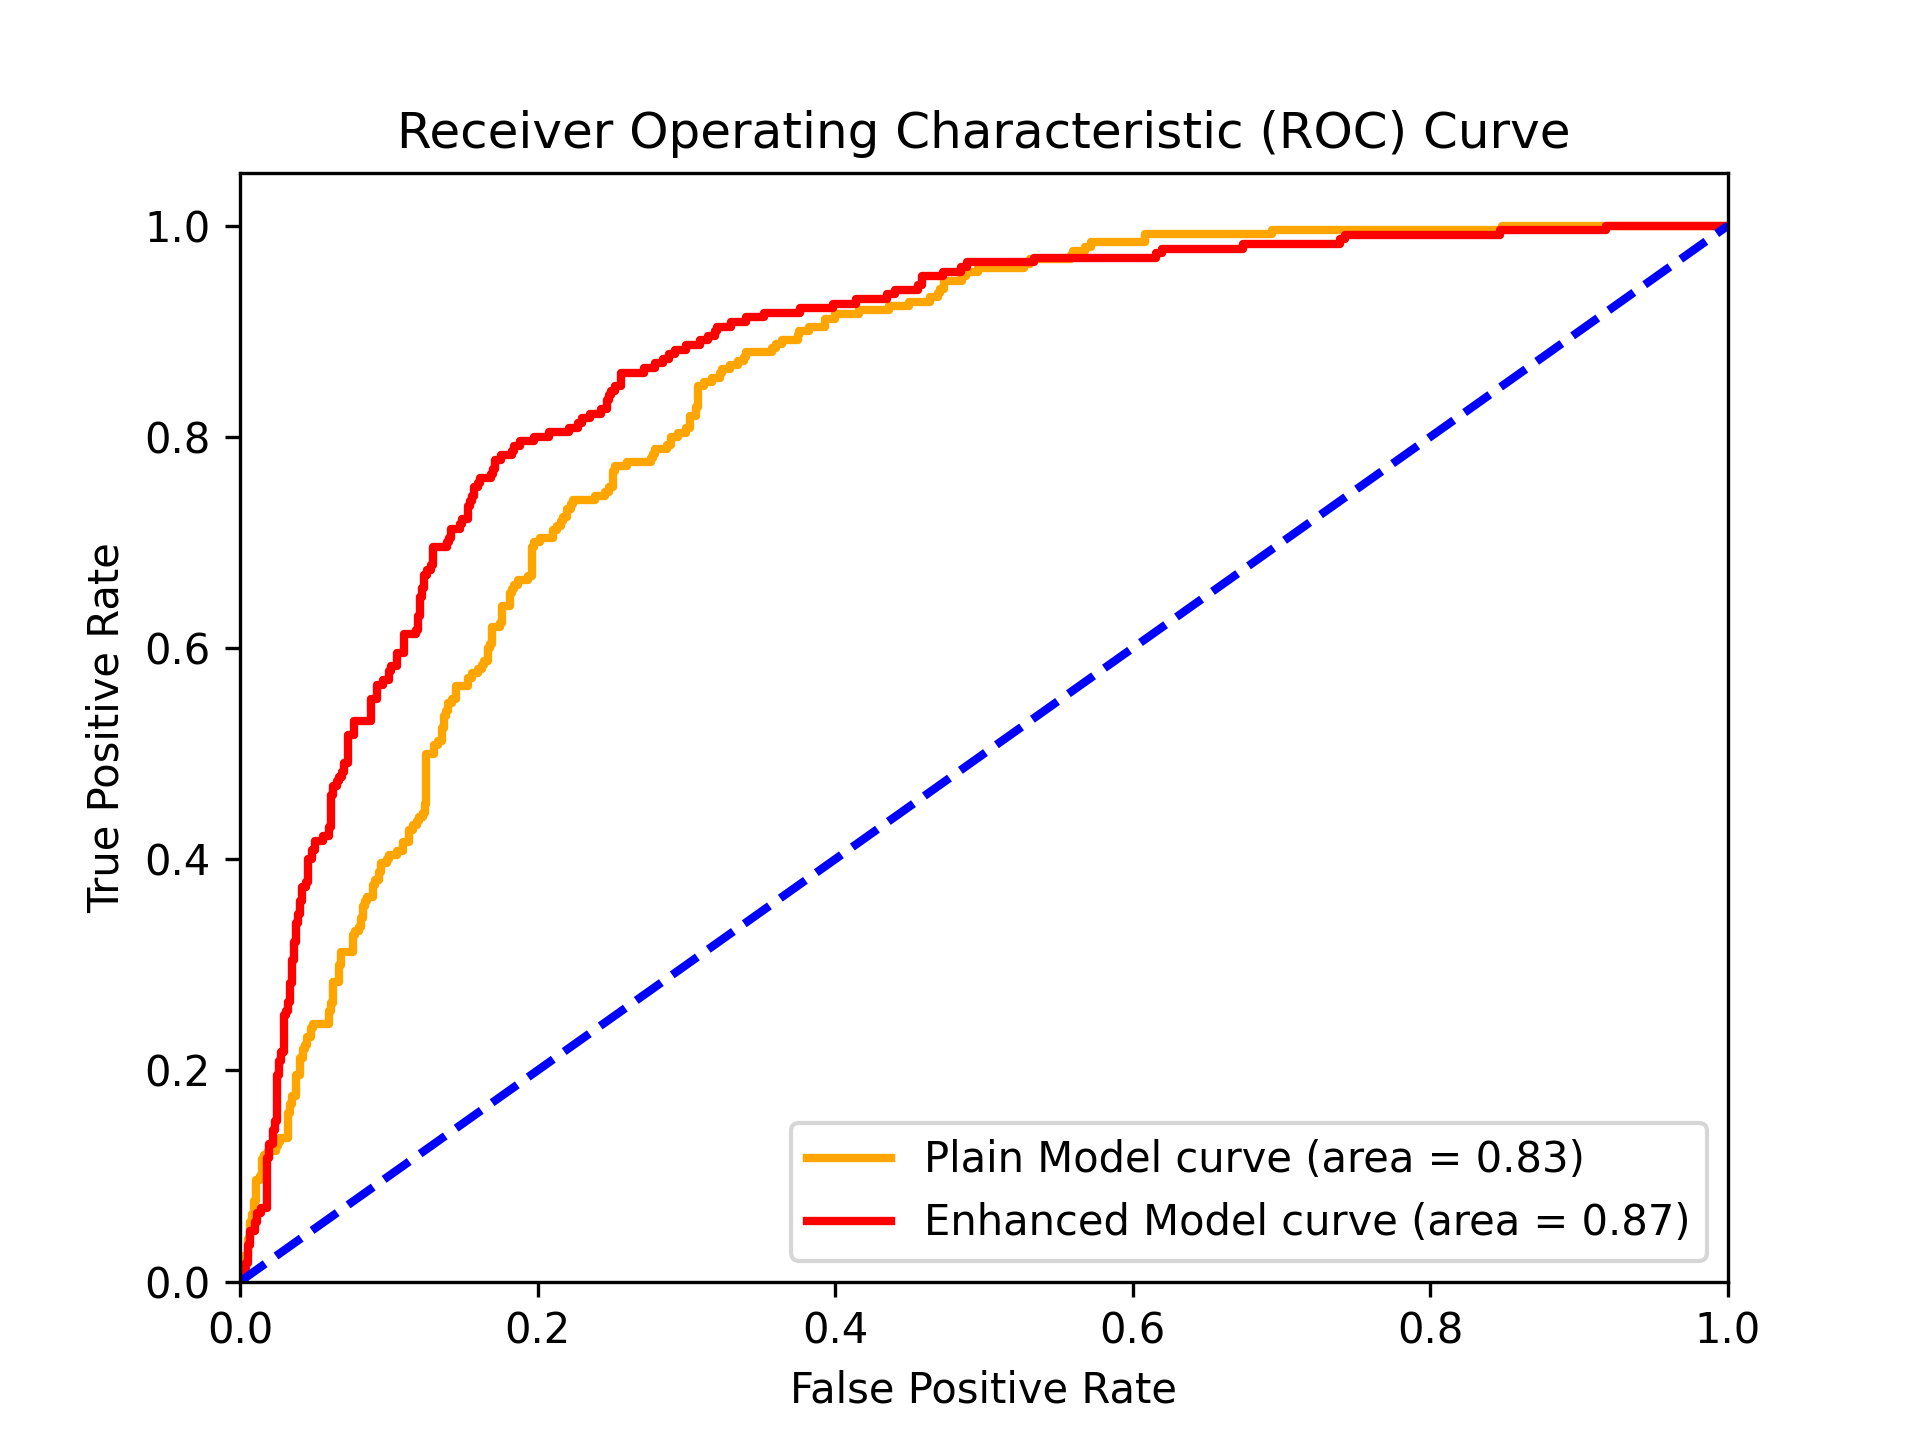 Receiver Operating Characteristic (ROC) Curve
1.0
0.8
0.6
0.4
0.2
0.0
True Positive Rate
Plain Model curve (area = 0.83)
Enhanced Model curve (area = 0.87)
0.0 0.2 0.4 0.6 0.8 1.0
False Positive Rate